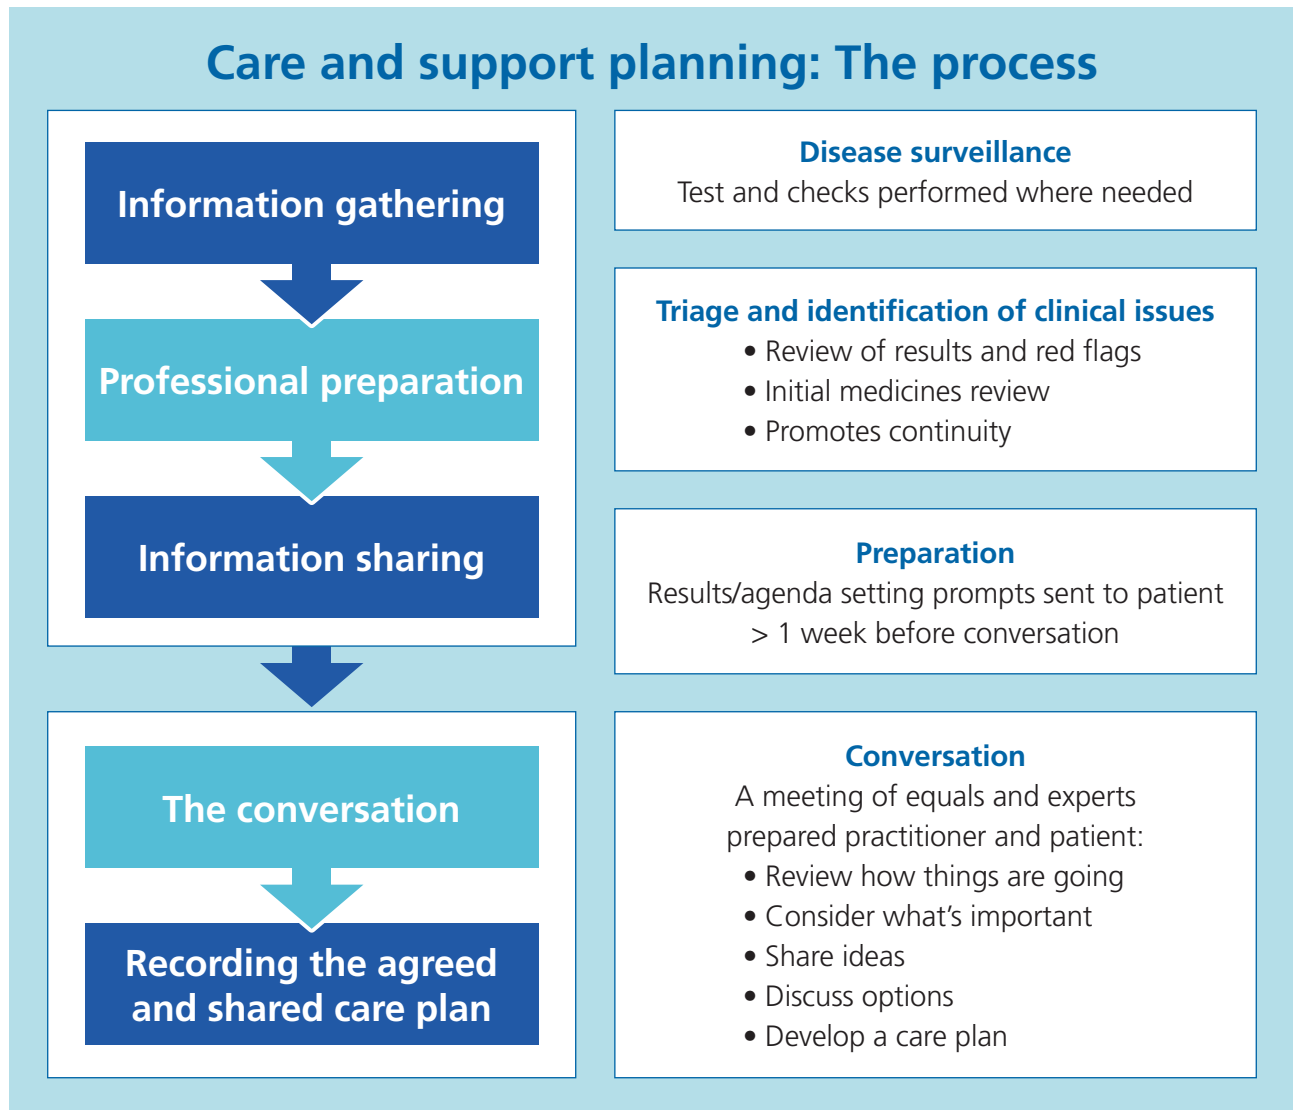 Care and support planning: The process
Information gathering
Professional preparation
Information sharing
The conversation
Recording the agreed
and shared care plan
Disease surveillance
Test and checks performed where needed
Triage and identification of clinical issues
• Review of results and red flags
• Initial medicines review
• Promotes continuity
Preparation
Results/agenda setting prompts sent to patient
> 1 week before conversation
Conversation
A meeting of equals and experts
prepared practitioner and patient:
• Review how things are going
• Consider what's important
• Share ideas
• Discuss options
• Develop a care plan